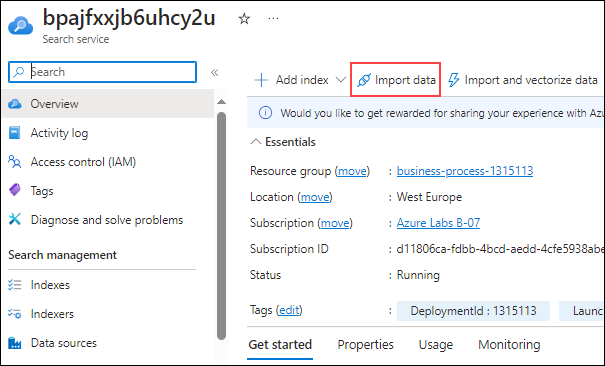 bpajfxxjb6uhcy2u
Search service
Search
Overview
Activity log
Access control (IAM)
Tags
Diagnose and solve problems
Search management
Indexes
Indexers
Data sources
Add index
Import data
Import and vectorize data
Would you like to get rewarded for sharing your experience with Azu
Essentials
Resource group (move) : business-process-1315113
Location (move) : West Europe
Subscription (move) : Azure Labs B-07
Subscription ID : d11806ca-fdbb-4bcd-aedd-4cfe5938abe
Status : Running
Tags (edit) : DeploymentId : 1315113 Launc
Get started Properties Usage Monitoring